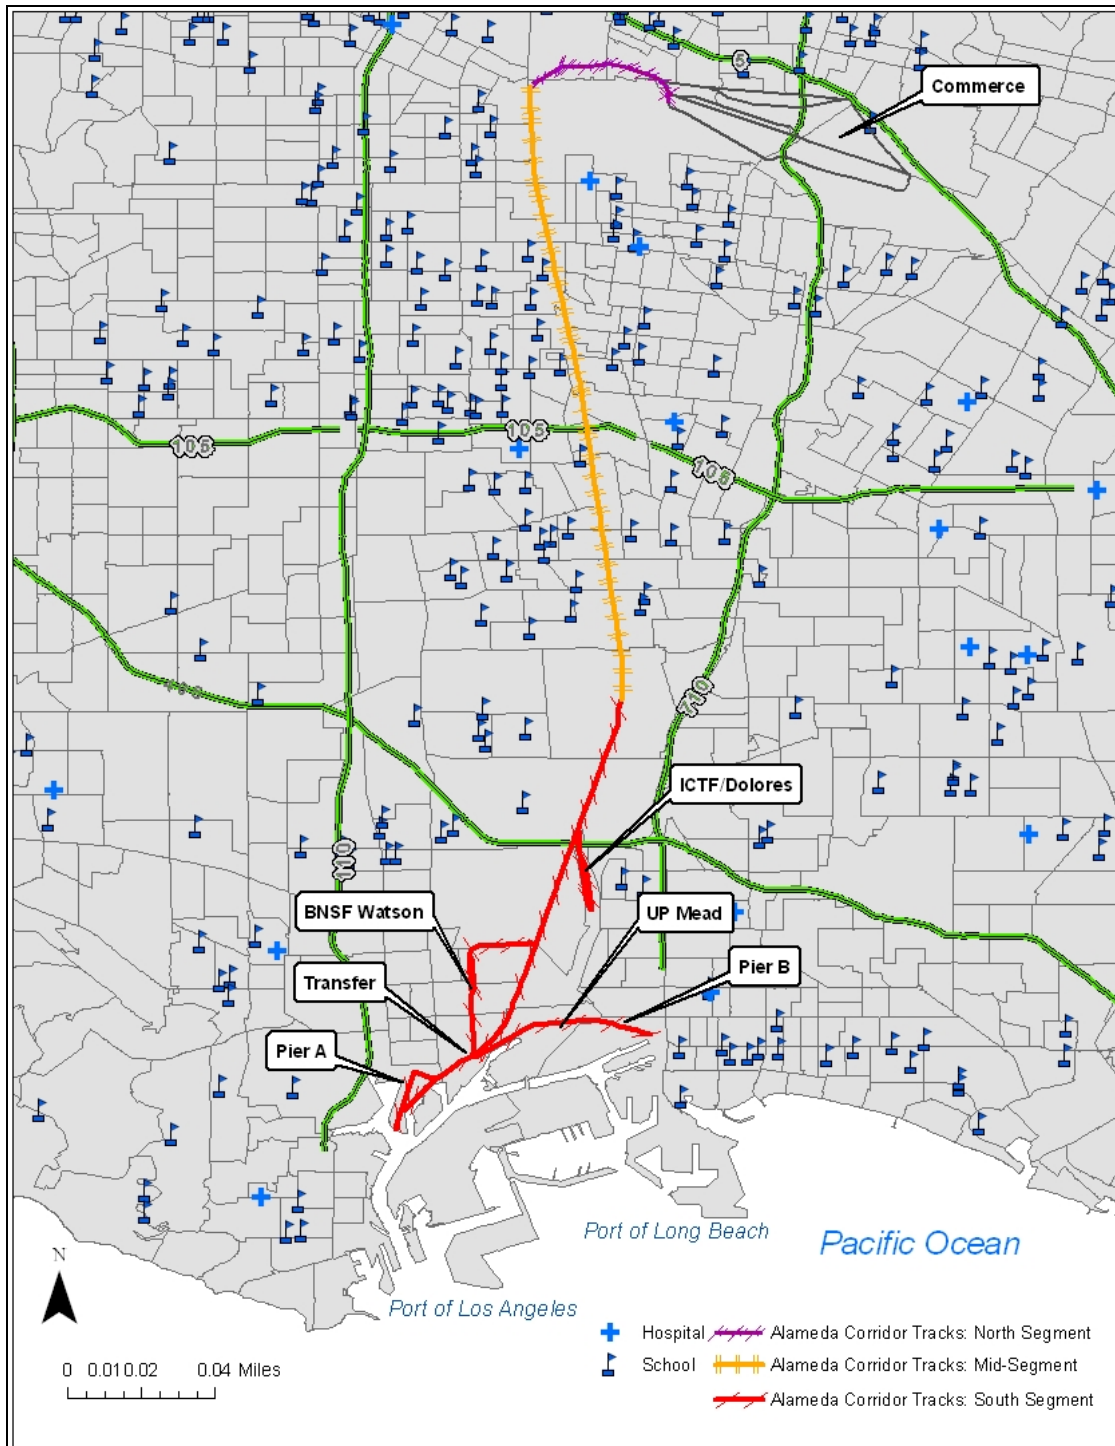 5
Commerce
105
105
105
710
ICTF/Dolores
110
BNSF Watson
UP Mead
Transfer
Pier B
Pier A
Port of Long Beach
Pacific Ocean
N
Port of Los Angeles
Hospital
Alameda Corridor Tracks: North Segment
School
Alameda Corridor Tracks: Mid-Segment
Alameda Corridor Tracks: South Segment
0 0.010.02 0.04 Miles